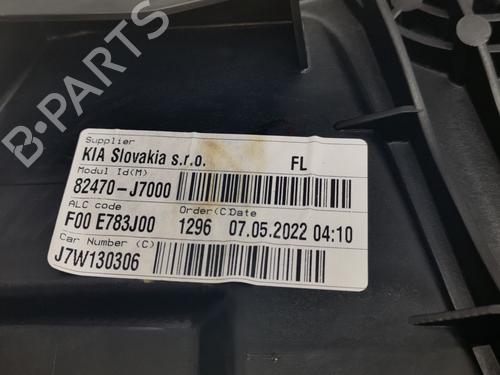 Supplier
KIA Slovakia s.r.o. FL
Modul Id(M)
82470-J7000
ALC code Order(C)Date
F00 E783J00 1296 07.05.2022 04:10
Car Number (C)
J7W130306
B-PARTS